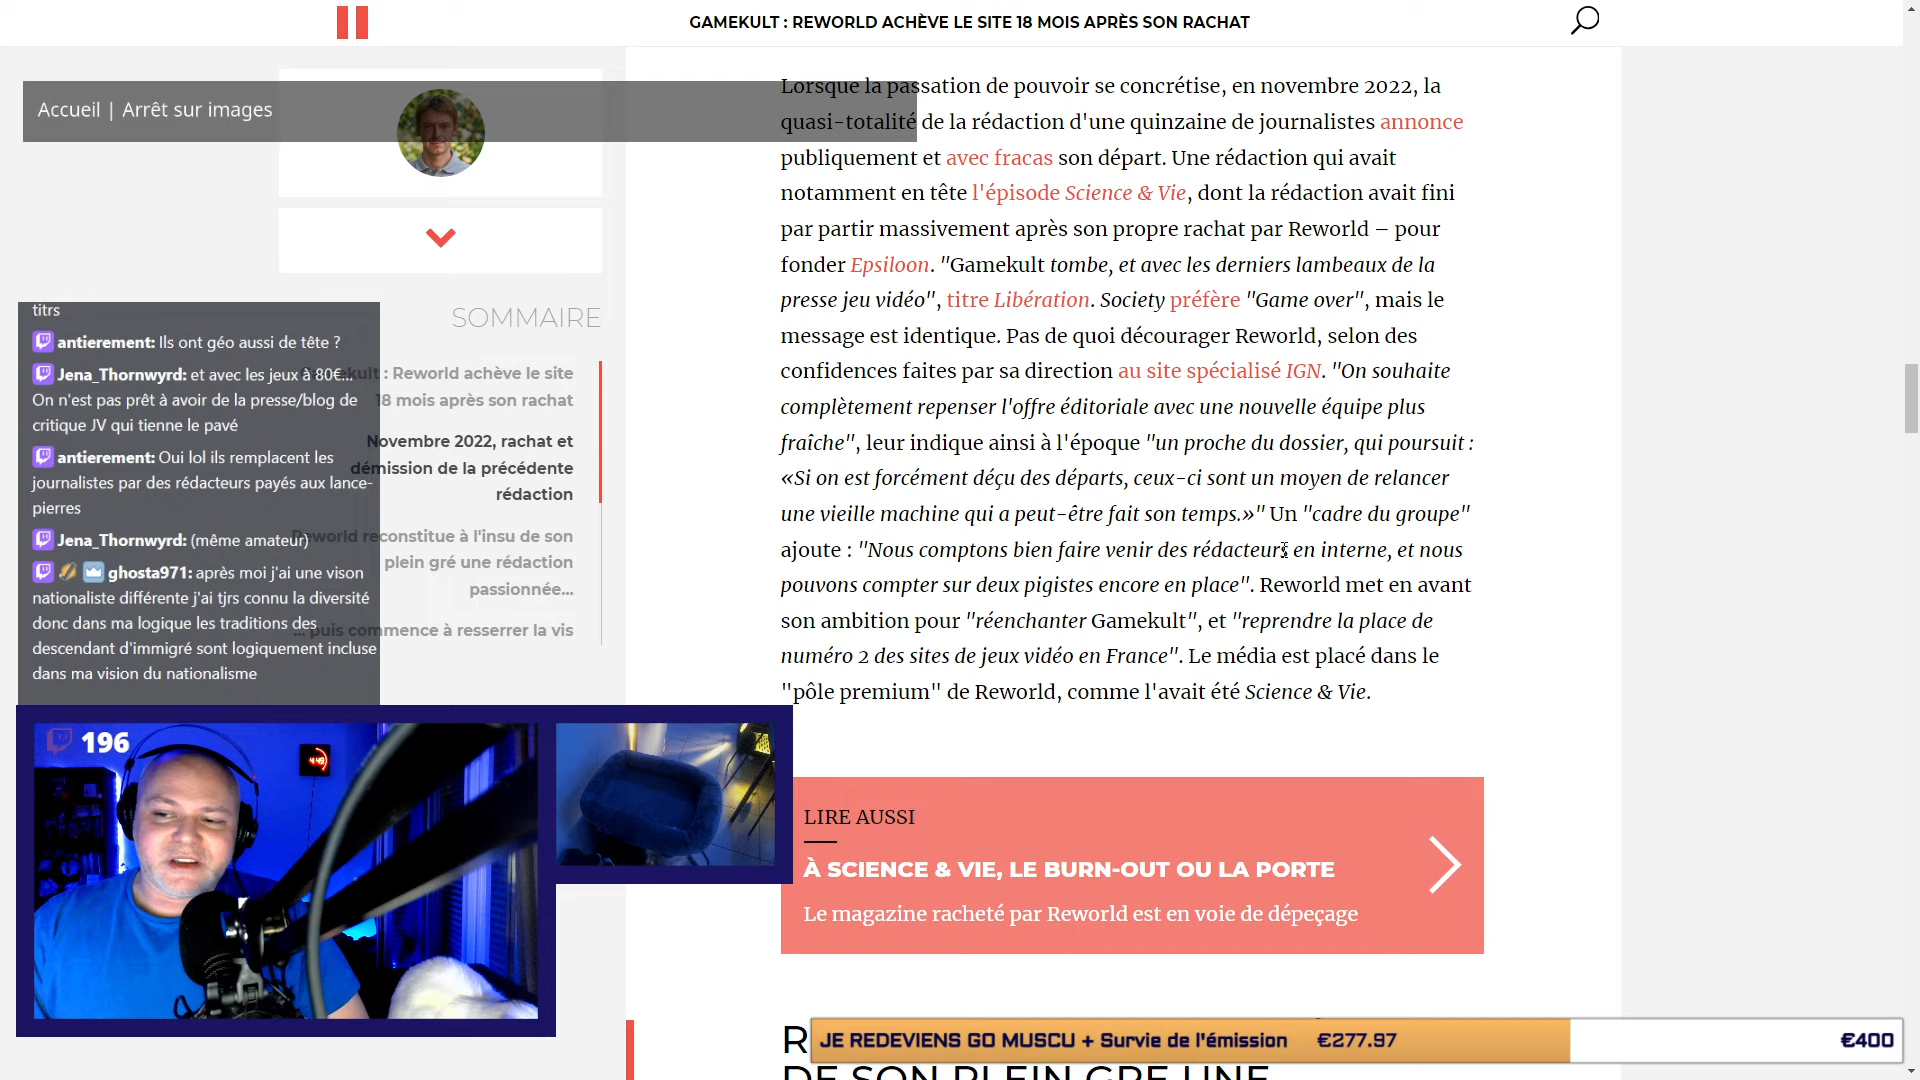 GAMEKULT : REWORLD ACHÈVE LE SITE 18 MOIS APRÈS SON RACHAT
Accueil | Arrêt sur images
Lorsque la passation de pouvoir se concrétise, en novembre 2022, la
quasi-totalité de la rédaction d'une quinzaine de journalistes annonce
publiquement et avec fracas son départ. Une rédaction qui avait
notamment en tête l'épisode Science & Vie, dont la rédaction avait fini
par partir massivement après son propre rachat par Reworld – pour
fonder Epsiloon. "Gamekult tombe, et avec les derniers lambeaux de la
presse jeu vidéo", titre Libération. Society préfère "Game over", mais le
message est identique. Pas de quoi décourager Reworld, selon des
confidences faites par sa direction au site spécialisé IGN. "On souhaite
complètement repenser l'offre éditoriale avec une nouvelle équipe plus
fraîche", leur indique ainsi à l'époque "un proche du dossier, qui poursuit :
«Si on est forcément déçu des départs, ceux-ci sont un moyen de relancer
une vieille machine qui a peut-être fait son temps.»" Un "cadre du groupe"
ajoute : "Nous comptons bien faire venir des rédacteurs en interne, et nous
pouvons compter sur deux pigistes encore en place". Reworld met en avant
son ambition pour "réenchanter Gamekult", et "reprendre la place de
numéro 2 des sites de jeux vidéo en France". Le média est placé dans le
"pôle premium" de Reworld, comme l'avait été Science & Vie.
SOMMAIRE
: Reworld achève le site
18 mois après son rachat
Novembre 2022, rachat et
démission de la précédente
rédaction
Reworld reconstitue à l'insu de son
plein gré une rédaction
passionnée...
... puis commence à resserrer la vis
titrs
antierement: Ils ont géo aussi de tête ?
Jena_Thornwyrd: et avec les jeux à 80€...
On n'est pas prêt à avoir de la presse/blog de
critique JV qui tienne le pavé
antierement: Oui lol ils remplacent les
journalistes par des rédacteurs payés aux lance-
pierres
Jena_Thornwyrd: (même amateur)
ghosta971: après moi j'ai une vison
nationaliste différente j'ai tjrs connu la diversité
donc dans ma logique les traditions des
descendant d'immigré sont logiquement incluse
dans ma vision du nationalisme
196
LIRE AUSSI
À SCIENCE & VIE, LE BURN-OUT OU LA PORTE
Le magazine racheté par Reworld est en voie de dépeçage
R
DE SON PLEIN GRÉ UNE
JE REDEVIENS GO MUSCU + Survie de l'émission €277.97 €400